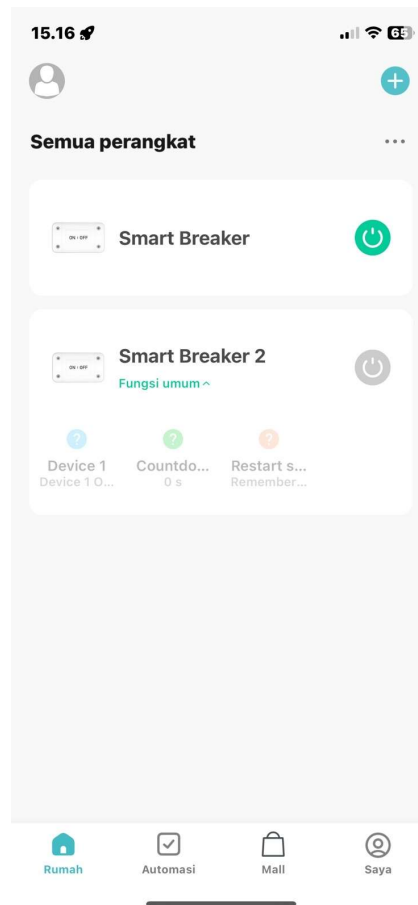 15.16
65
Semua perangkat
ON / OFF
Smart Breaker
ON / OFF
Smart Breaker 2
Fungsi umum
Device 1
Countdo...
Restart s...
Device 1 O...
0 s
Remember...
Rumah
Automasi
Mall
Saya